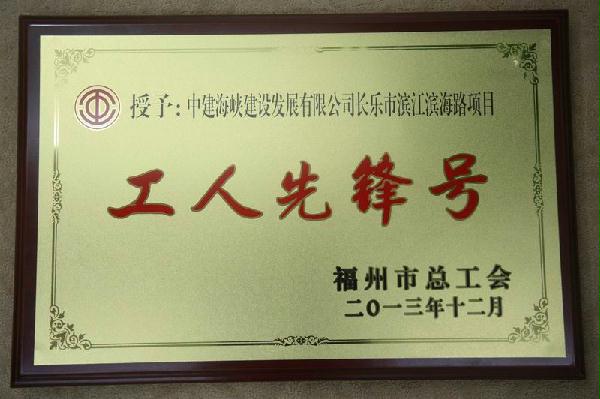 授予：中建海峡建设发展有限公司长乐市滨江滨海路项目
工人先锋号
福州市总工会
二〇一三年十二月